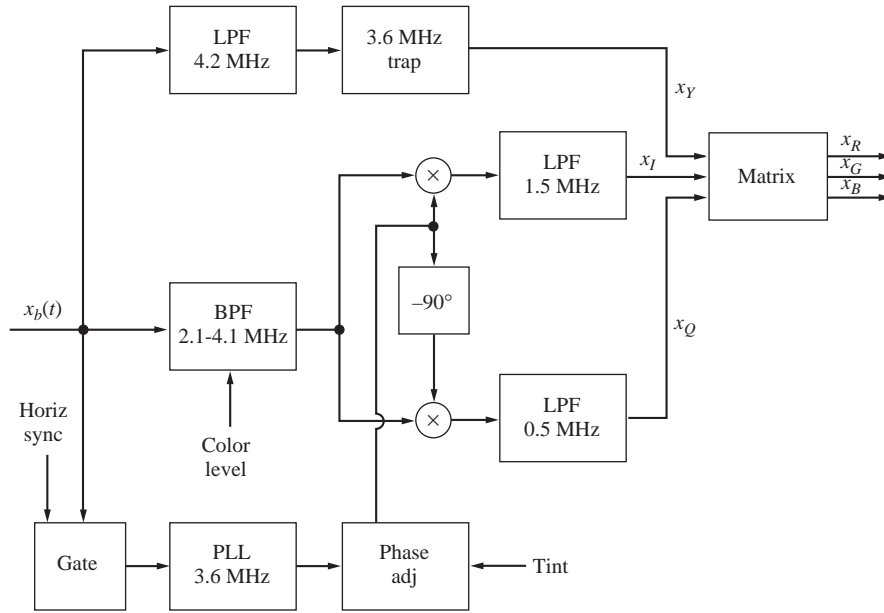 LPF
4.2 MHz
3.6 MHz
trap
x_Y
LPF
1.5 MHz
x_I
Matrix
x_R
x_G
x_B
×
–90°
x_b(t)
BPF
2.1-4.1 MHz
x_Q
×
LPF
0.5 MHz
Horiz
sync
Color
level
Gate
PLL
3.6 MHz
Phase
adj
Tint